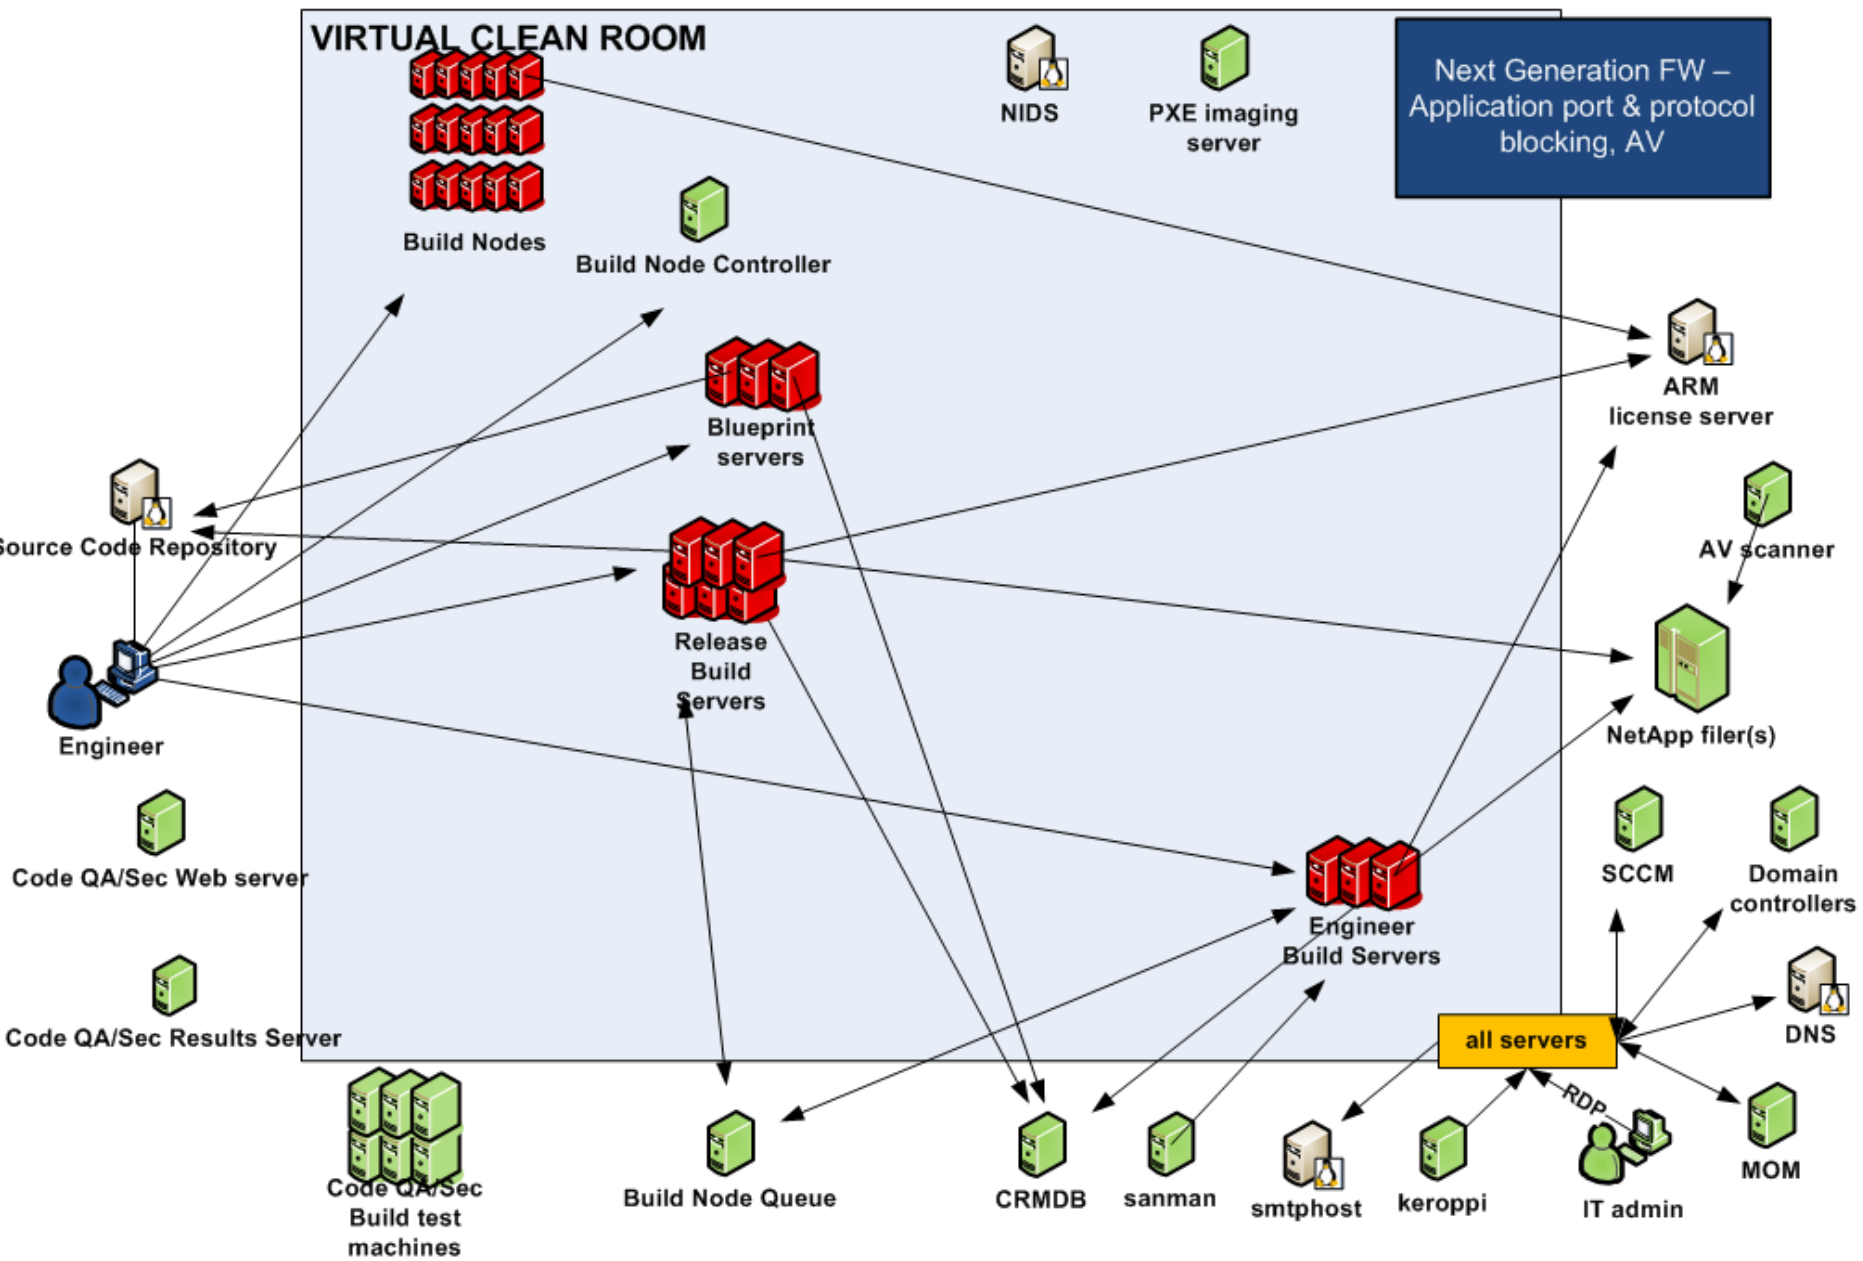 VIRTUAL CLEAN ROOM
NIDS
PXE imaging
server
Next Generation FW –
Application port & protocol
blocking, AV
Build Nodes
Build Node Controller
ARM
license server
Blueprint
servers
Source Code Repository
AV scanner
Release
Build
Servers
Engineer
NetApp filer(s)
Code QA/Sec Web server
SCCM
Domain
controllers
Engineer
Build Servers
Code QA/Sec Results Server
all servers
DNS
RDP
Code QA/Sec
Build test
machines
Build Node Queue
CRMDB
sanman
smtphost
keroppi
IT admin
MOM